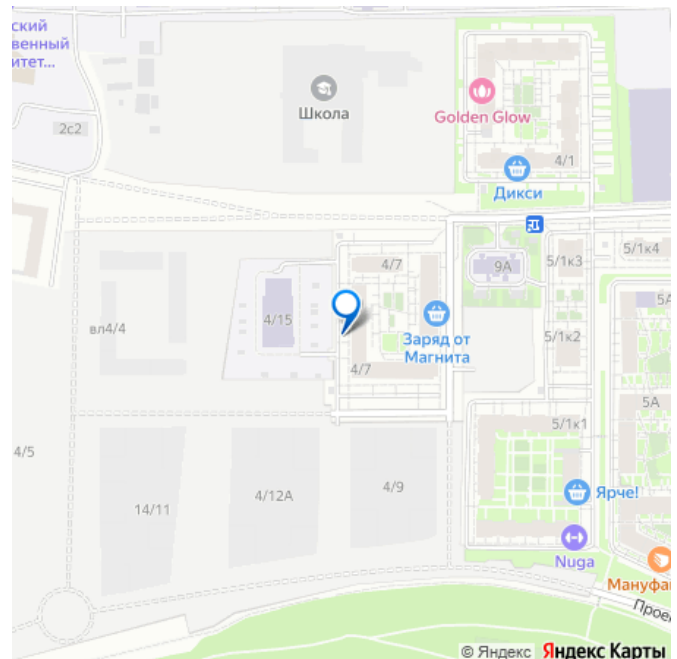 ский
венный
итет...
2с2
Школа
Golden Glow
4/1
Дикси
5/1к4
5/1к3
9А
4/7
5А
4/15
вл4/4
Заряд от
Магнита
5/1к2
4/7
5А
5/1к1
4/5
4/9
4/12А
14/11
Ярче!
Nuga
Мануфа
Прое
© Яндекс Яндекс Карты